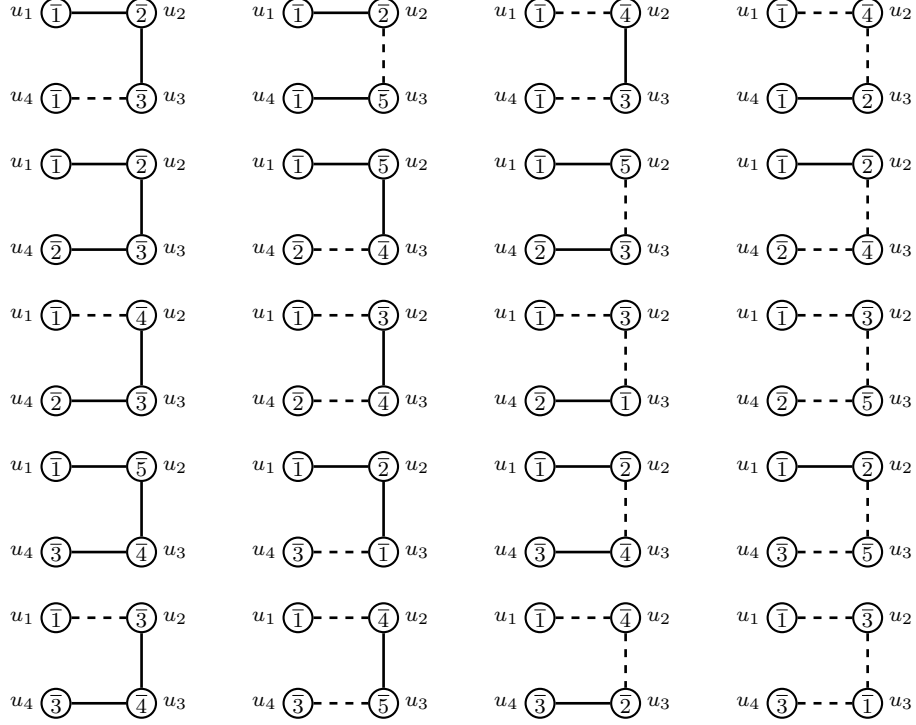 u₁ 1̅ 2̅ u₂ u₁ 1̅ 2̅ u₂ u₁ 1̅ 4̅ u₂ u₁ 1̅ 4̅ u₂
u₄ 1̅ 3̅ u₃ u₄ 1̅ 5̅ u₃ u₄ 1̅ 3̅ u₃ u₄ 1̅ 2̅ u₃
u₁ 1̅ 2̅ u₂ u₁ 1̅ 5̅ u₂ u₁ 1̅ 5̅ u₂ u₁ 1̅ 2̅ u₂
u₄ 2̅ 3̅ u₃ u₄ 2̅ 4̅ u₃ u₄ 2̅ 3̅ u₃ u₄ 2̅ 4̅ u₃
u₁ 1̅ 4̅ u₂ u₁ 1̅ 3̅ u₂ u₁ 1̅ 3̅ u₂ u₁ 1̅ 3̅ u₂
u₄ 2̅ 3̅ u₃ u₄ 2̅ 4̅ u₃ u₄ 2̅ 1̅ u₃ u₄ 2̅ 5̅ u₃
u₁ 1̅ 5̅ u₂ u₁ 1̅ 2̅ u₂ u₁ 1̅ 2̅ u₂ u₁ 1̅ 2̅ u₂
u₄ 3̅ 4̅ u₃ u₄ 3̅ 1̅ u₃ u₄ 3̅ 4̅ u₃ u₄ 3̅ 5̅ u₃
u₁ 1̅ 3̅ u₂ u₁ 1̅ 4̅ u₂ u₁ 1̅ 4̅ u₂ u₁ 1̅ 3̅ u₂
u₄ 3̅ 4̅ u₃ u₄ 3̅ 5̅ u₃ u₄ 3̅ 2̅ u₃ u₄ 3̅ 1̅ u₃